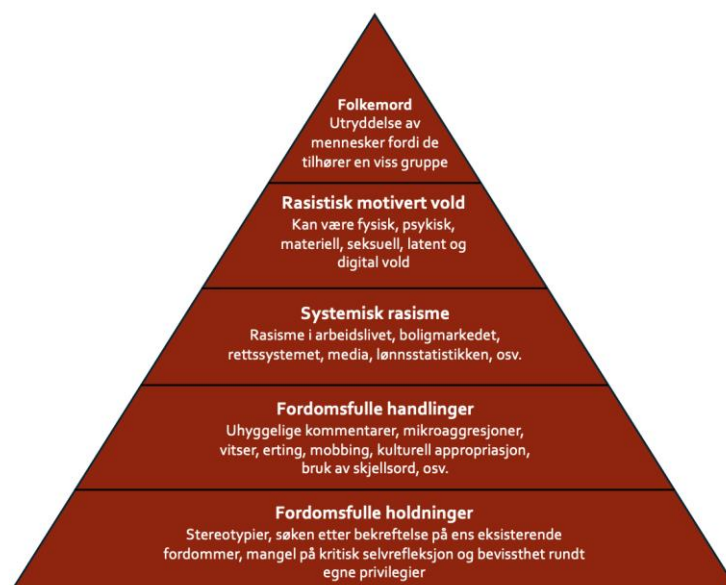 Folkemord
Utryddelse av
mennesker fordi de
tilhører en viss gruppe
Rasistisk motivert vold
Kan være fysisk, psykisk,
materiell, seksuell, latent og
digital vold
Systemisk rasisme
Rasisme i arbeidslivet, boligmarkedet,
rettssystemet, media, lønnsstatistikken, osv.
Fordomsfulle handlinger
Uhyggelige kommentarer, mikroaggresjoner,
vitser, erting, mobbing, kulturell appropriasjon,
bruk av skjellsord, osv.
Fordomsfulle holdninger
Stereotypier, søken etter bekreftelse på ens eksisterende
fordommer, mangel på kritisk selvrefleksjon og bevissthet rundt
egne privilegier